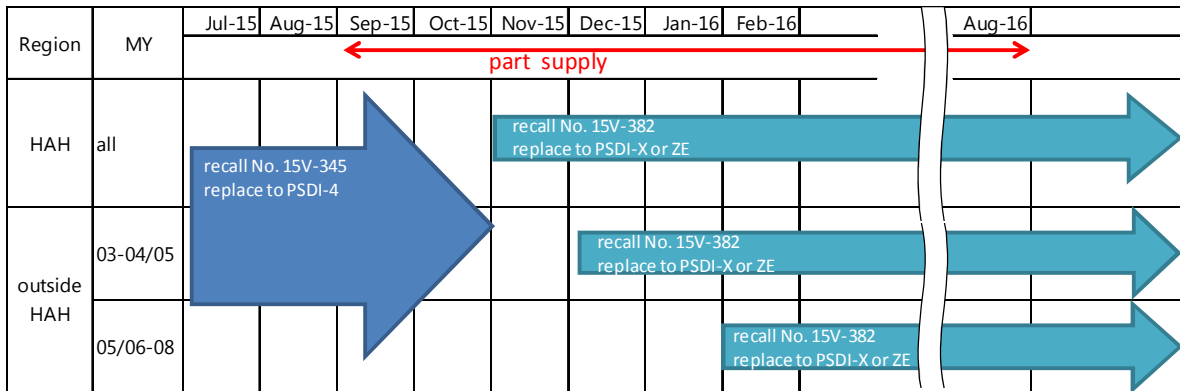 Region MY Jul-15 Aug-15 Sep-15 Oct-15 Nov-15 Dec-15 Jan-16 Feb-16 Aug-16
part supply
HAH all
recall No. 15V-345
replace to PSDI-4
recall No. 15V-382
replace to PSDI-X or ZE
outside
HAH
03-04/05
recall No. 15V-382
replace to PSDI-X or ZE
05/06-08
recall No. 15V-382
replace to PSDI-X or ZE